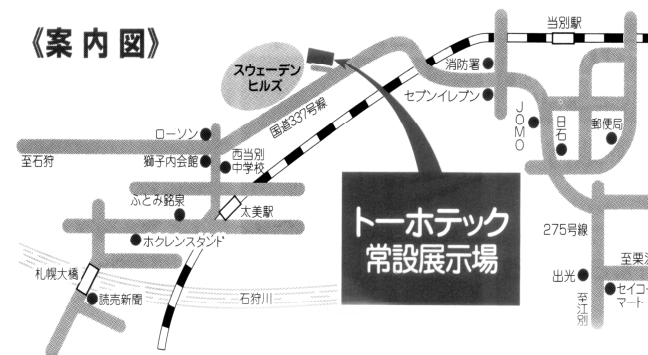 《案内図》
当別駅
スウェーデン
ヒルズ
消防署
セブンイレブン
国道337号線
JOMO
日石
郵便局
ローソン
至石狩
獅子内会館
西当別
中学校
ふとみ銘泉
太美駅
トーホテック
常設展示場
275号線
ホクレンスタンド
札幌大橋
読売新聞
石狩川
出光
至江別
セイコー
マート